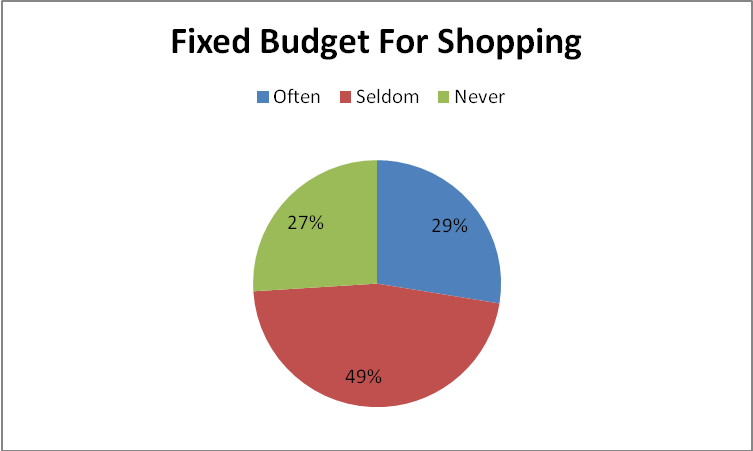 Fixed Budget For Shopping
Often Seldom Never
27% 29%
49%